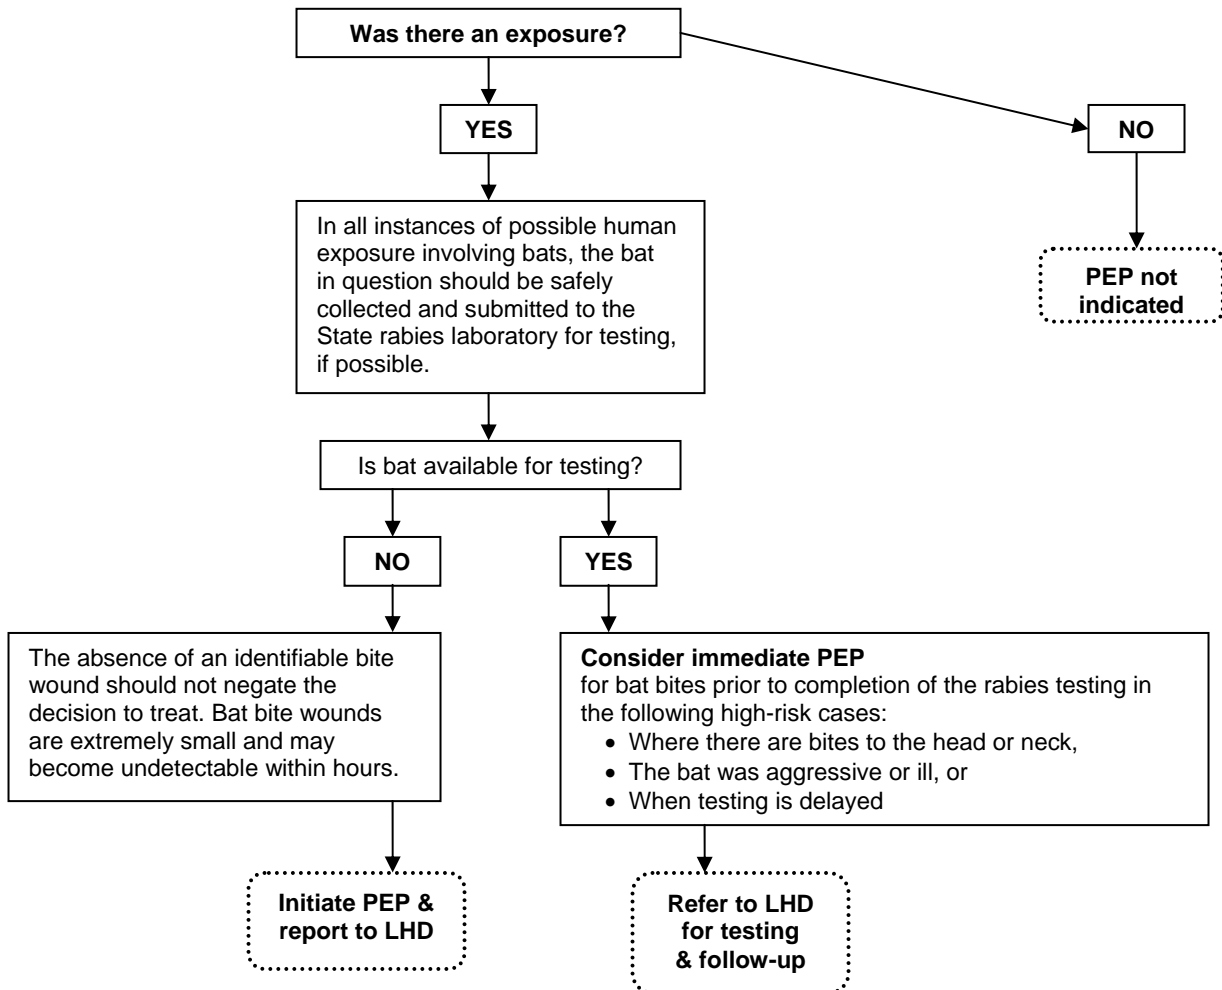 Was there an exposure?
YES
NO
In all instances of possible human
exposure involving bats, the bat
in question should be safely
collected and submitted to the
State rabies laboratory for testing,
if possible.
PEP not
indicated
Is bat available for testing?
NO
YES
The absence of an identifiable bite
wound should not negate the
decision to treat. Bat bite wounds
are extremely small and may
become undetectable within hours.
Consider immediate PEP
for bat bites prior to completion of the rabies testing in
the following high-risk cases:
• Where there are bites to the head or neck,
• The bat was aggressive or ill, or
• When testing is delayed
Initiate PEP &
report to LHD
Refer to LHD
for testing
& follow-up